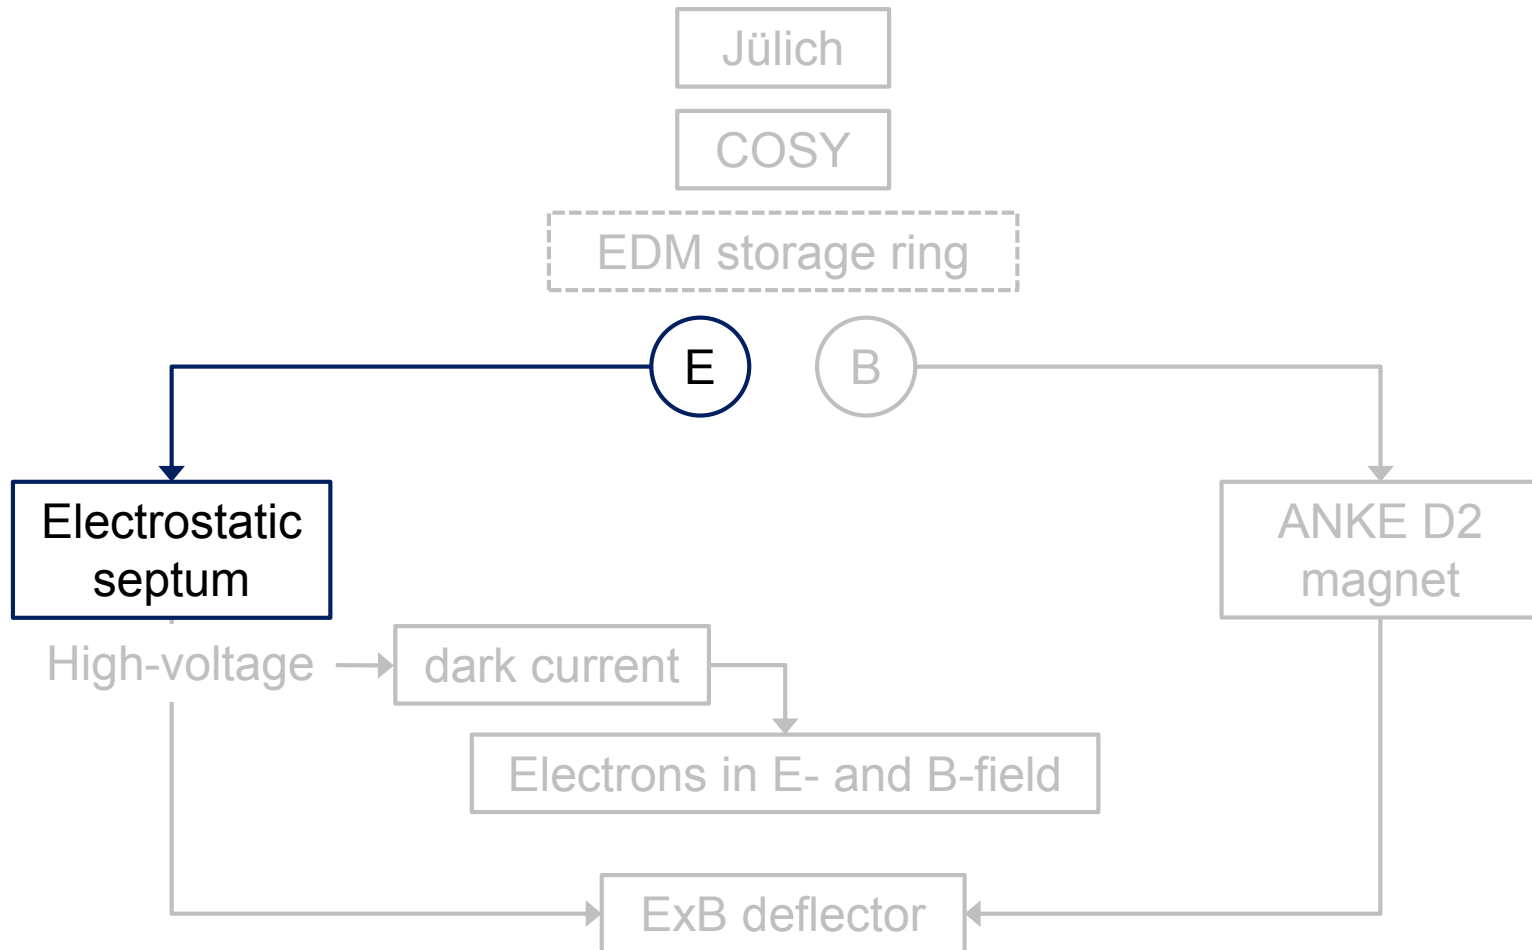 Jülich
COSY
EDM storage ring
E
B
Electrostatic
septum
ANKE D2
magnet
High-voltage
dark current
Electrons in E- and B-field
ExB deflector